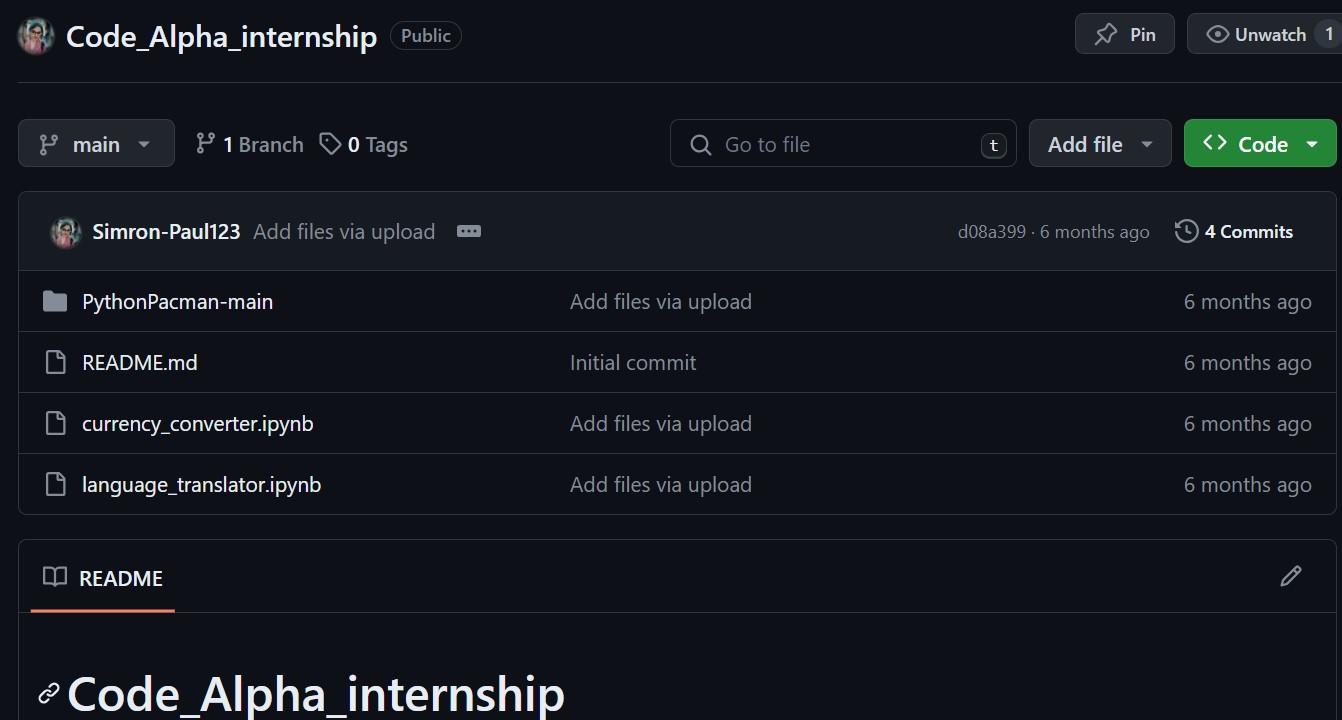 Code_Alpha_internship Public Pin Unwatch 1
main 1 Branch 0 Tags Go to file t Add file Code
Simron-Paul123 Add files via upload d08a399 · 6 months ago 4 Commits
PythonPacman-main Add files via upload 6 months ago
README.md Initial commit 6 months ago
currency_converter.ipynb Add files via upload 6 months ago
language_translator.ipynb Add files via upload 6 months ago
README
Code_Alpha_internship